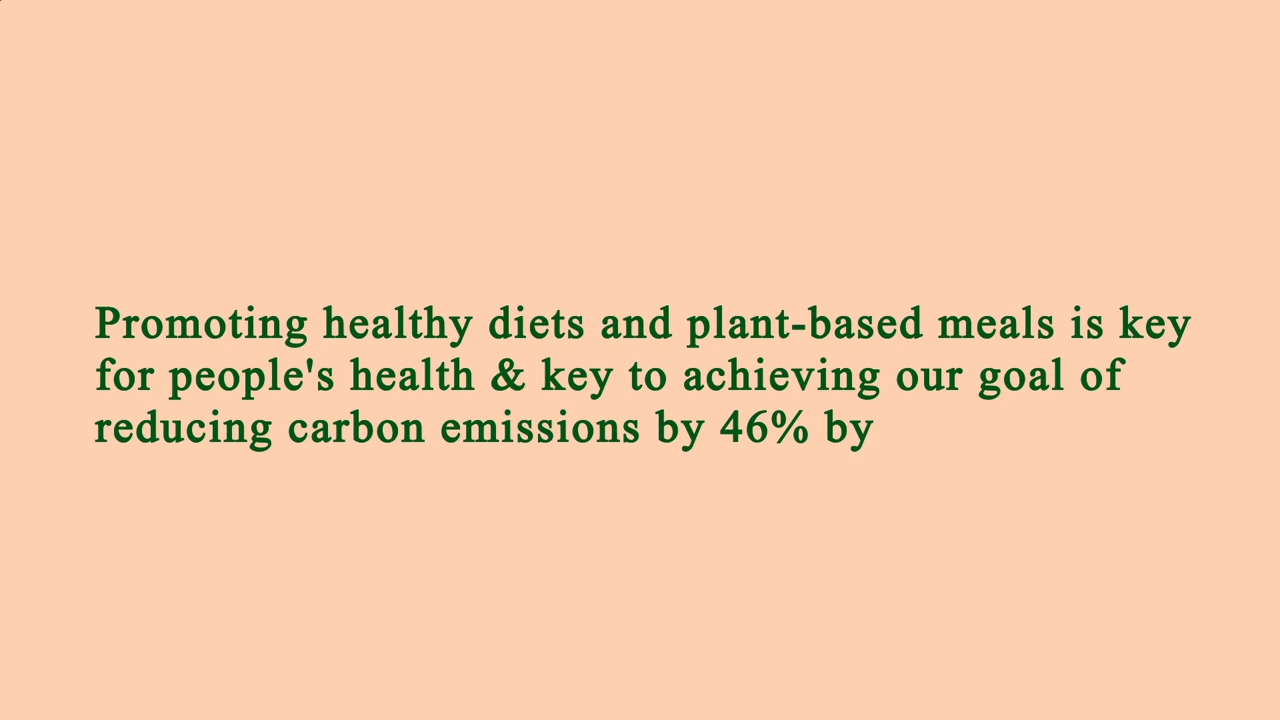 Promoting healthy diets and plant-based meals is key
for people's health & key to achieving our goal of
reducing carbon emissions by 46% by